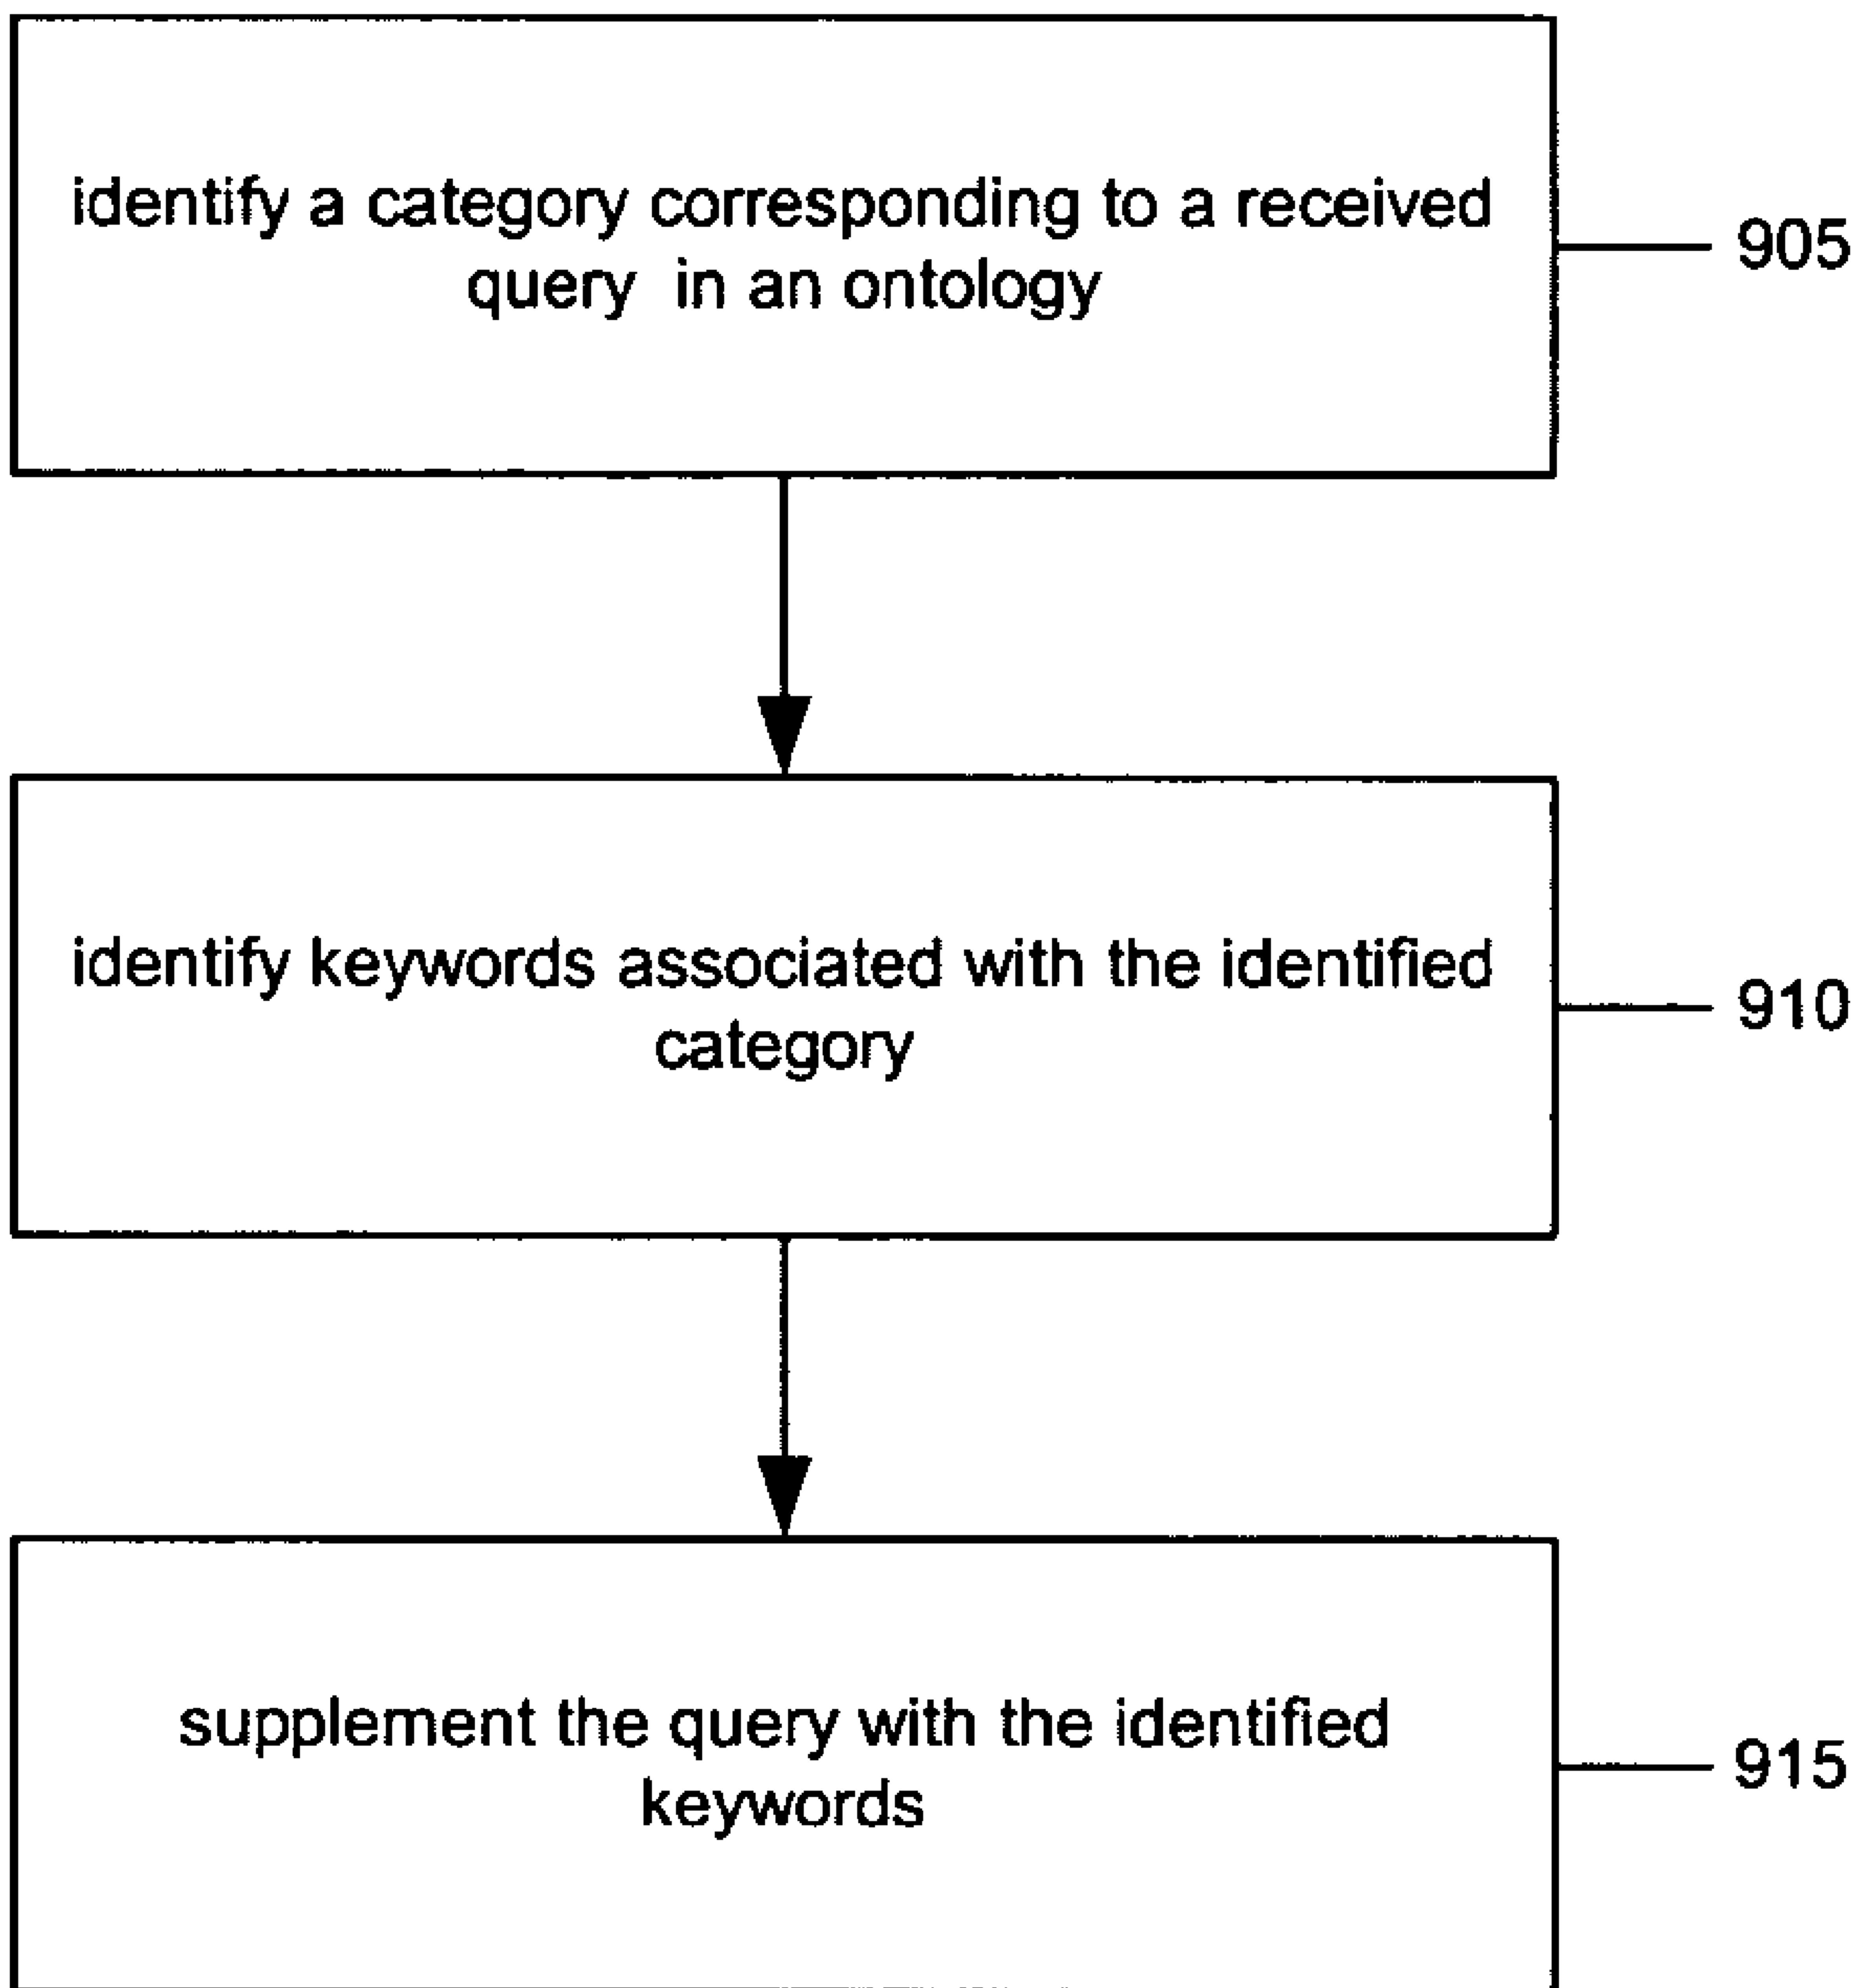 identify a category corresponding to a received
query in an ontology
905
identify keywords associated with the identified
category
910
supplement the query with the identified
keywords
915